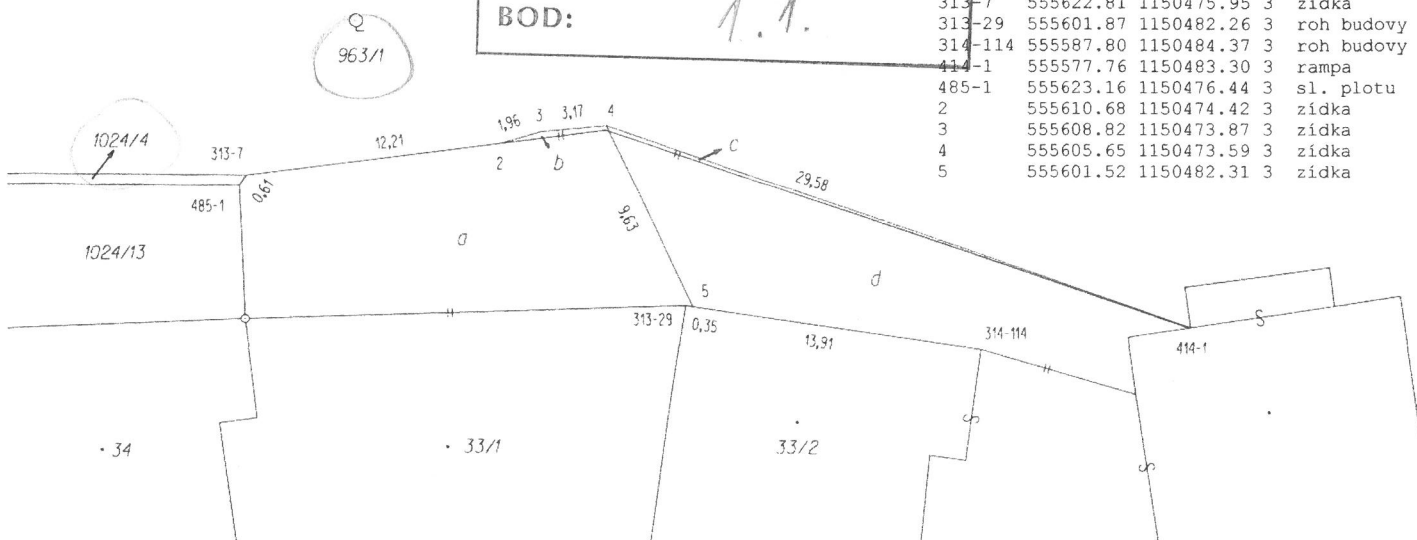 BOD: 1.1.
313-7 555622.81 1150475.95 3 zídka
313-29 555601.87 1150482.26 3 roh budovy
314-114 555587.80 1150484.37 3 roh budovy
414-1 555577.76 1150483.30 3 rampa
485-1 555623.16 1150476.44 3 sl. plotu
2 555610.68 1150474.42 3 zídka
3 555608.82 1150473.87 3 zídka
4 555605.65 1150473.59 3 zídka
5 555601.52 1150482.31 3 zídka
Q
963/1
1024/4
313-7
12,21
1,96
3
3,17
4
2
b
c
485-1
0,61
29,58
9,63
1024/13
a
d
5
313-29
0,35
13,91
314-114
414-1
34
33/1
33/2